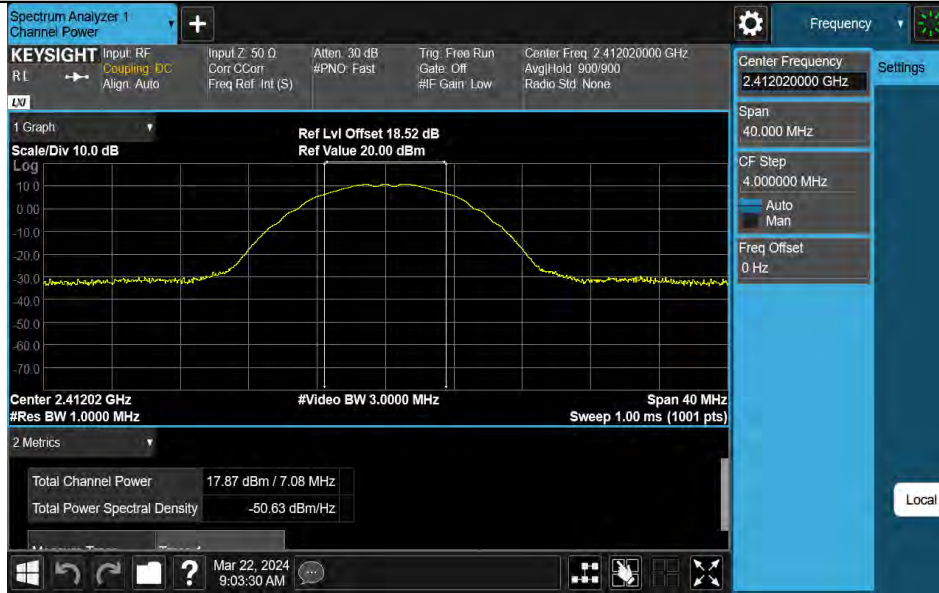 Spectrum Analyzer 1
Channel Power
Frequency
KEYSIGHT
RL
LXI
Input: RF
Coupling: DC
Align: Auto
Input Z: 50 Ω
Corr CCorr
Freq Ref: Int (S)
Atten: 30 dB
#PNO: Fast
Trig: Free Run
Gate: Off
#IF Gain: Low
Center Freq: 2.412020000 GHz
Avg|Hold: 900/900
Radio Std: None
Center Frequency
2.412020000 GHz
Settings
Span
40.000 MHz
CF Step
4.000000 MHz
Auto
Man
Freq Offset
0 Hz
Local
1 Graph
Scale/Div 10.0 dB
Ref Lvl Offset 18.52 dB
Ref Value 20.00 dBm
Log
10.0
0.00
-10.0
-20.0
-30.0
-40.0
-50.0
-60.0
-70.0
Center 2.41202 GHz
#Video BW 3.0000 MHz
Span 40 MHz
#Res BW 1.0000 MHz
Sweep 1.00 ms (1001 pts)
2 Metrics
Total Channel Power 17.87 dBm / 7.08 MHz
Total Power Spectral Density -50.63 dBm/Hz
?
Mar 22, 2024
9:03:30 AM